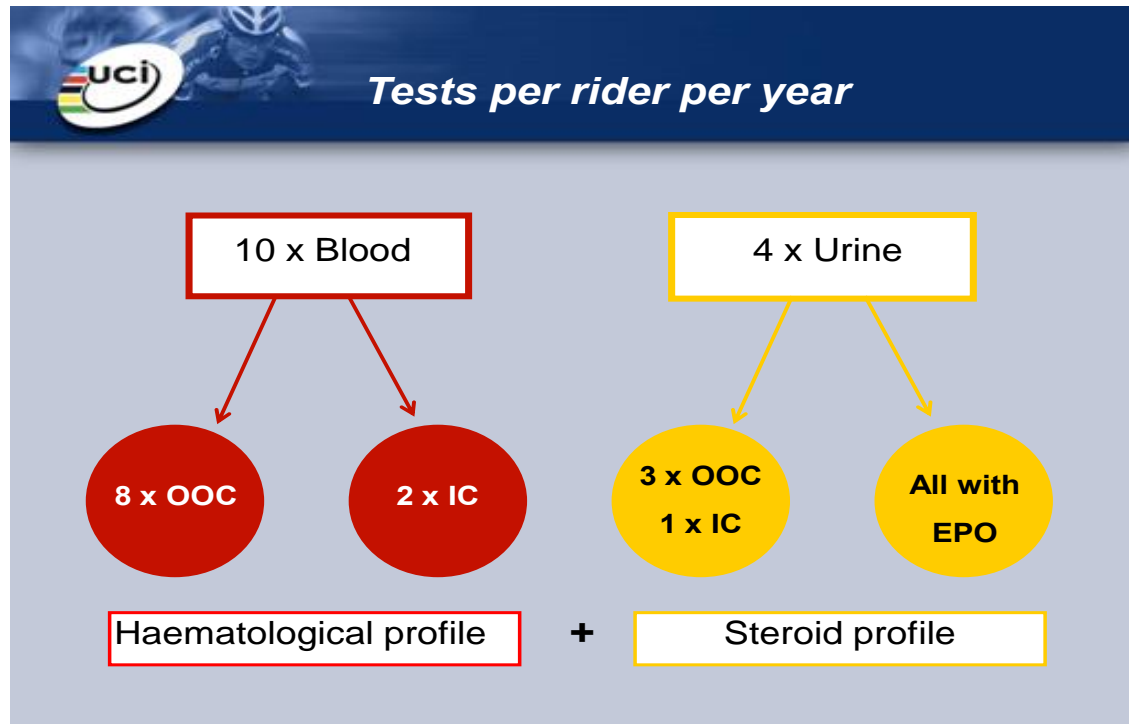 uci
Tests per rider per year
10 x Blood
4 x Urine
8 x OOC
2 x IC
3 x OOC
1 x IC
All with
EPO
Haematological profile + Steroid profile